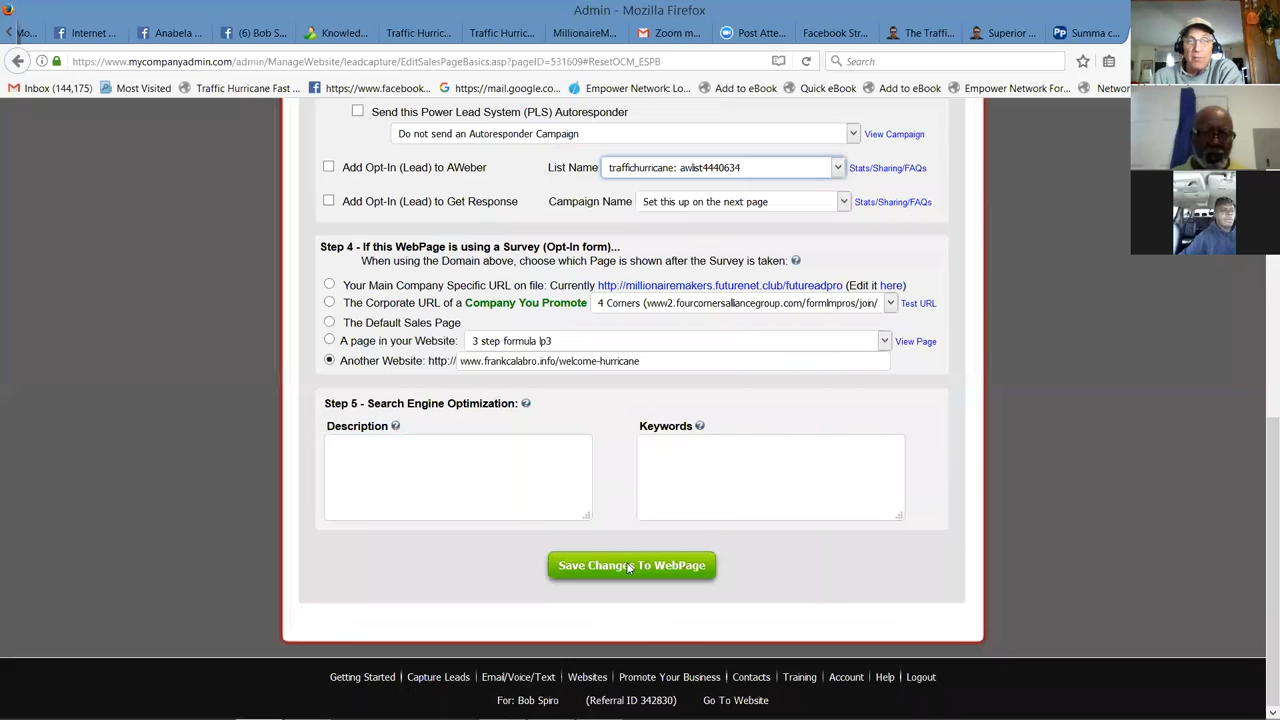 Admin - Mozilla Firefox
Mo... Internet ... Anabela ... (6) Bob S... Knowled... Traffic Hurric... Traffic Hurric... MillionaireM... Zoom m... Post Atte... Facebook Str... The Traffi... Superior ... Summa c...
https://www.mycompanyadmin.com/admin/ManageWebsite/leadcapture/EditSalesPageBasics.asp?pageID=531609#ResetOCM_ESPB Search
Inbox (144,175) Most Visited Traffic Hurricane Fast ... https://www.facebook... https://mail.google.co... Empower Network: Lo... Add to eBook Quick eBook Add to eBook Empower Network: For... Add to eBook Netwo
Send this Power Lead System (PLS) Autoresponder
Do not send an Autoresponder Campaign View Campaign
Add Opt-In (Lead) to AWeber List Name traffichurricane: awlist4440634 Stats/Sharing/FAQs
Add Opt-In (Lead) to Get Response Campaign Name Set this up on the next page Stats/Sharing/FAQs
Step 4 - If this WebPage is using a Survey (Opt-In form)...
When using the Domain above, choose which Page is shown after the Survey is taken:
Your Main Company Specific URL on file: Currently http://millionairemakers.futurenet.club/futureadpro (Edit it here)
The Corporate URL of a Company You Promote 4 Corners (www2.fourcornersalliancegroup.com/formlmpros/join/ Test URL
The Default Sales Page
A page in your Website: 3 step formula lp3 View Page
Another Website: http:// www.frankcalabro.info/welcome-hurricane
Step 5 - Search Engine Optimization:
Description Keywords
Save Changes To WebPage
Getting Started | Capture Leads | Email/Voice/Text | Websites | Promote Your Business | Contacts | Training | Account | Help | Logout
For: Bob Spiro (Referral ID 342830) Go To Website